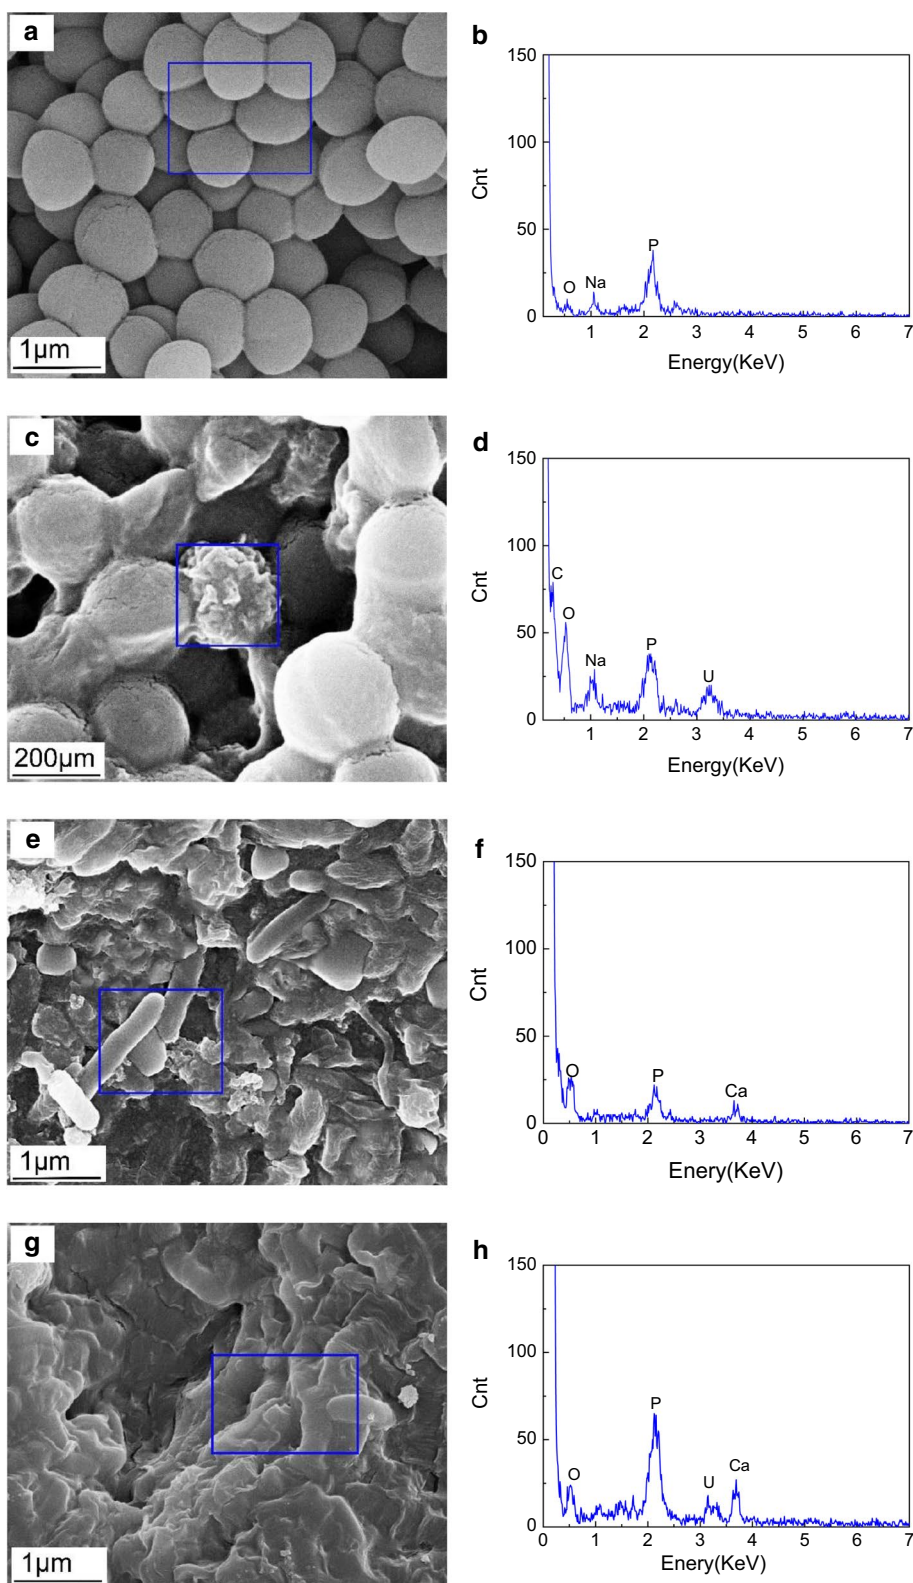 a
1μm
b
150
100
50
0
Cnt
O Na P
1 2 3 4 5 6 7
Energy(KeV)
c
200μm
d
150
100
50
0
Cnt
C O Na P U
1 2 3 4 5 6 7
Energy(KeV)
e
1μm
f
150
100
50
0
Cnt
O P Ca
0 1 2 3 4 5 6 7
Enery(KeV)
g
1μm
h
150
100
50
0
Cnt
O P U Ca
0 1 2 3 4 5 6 7
Enery(KeV)